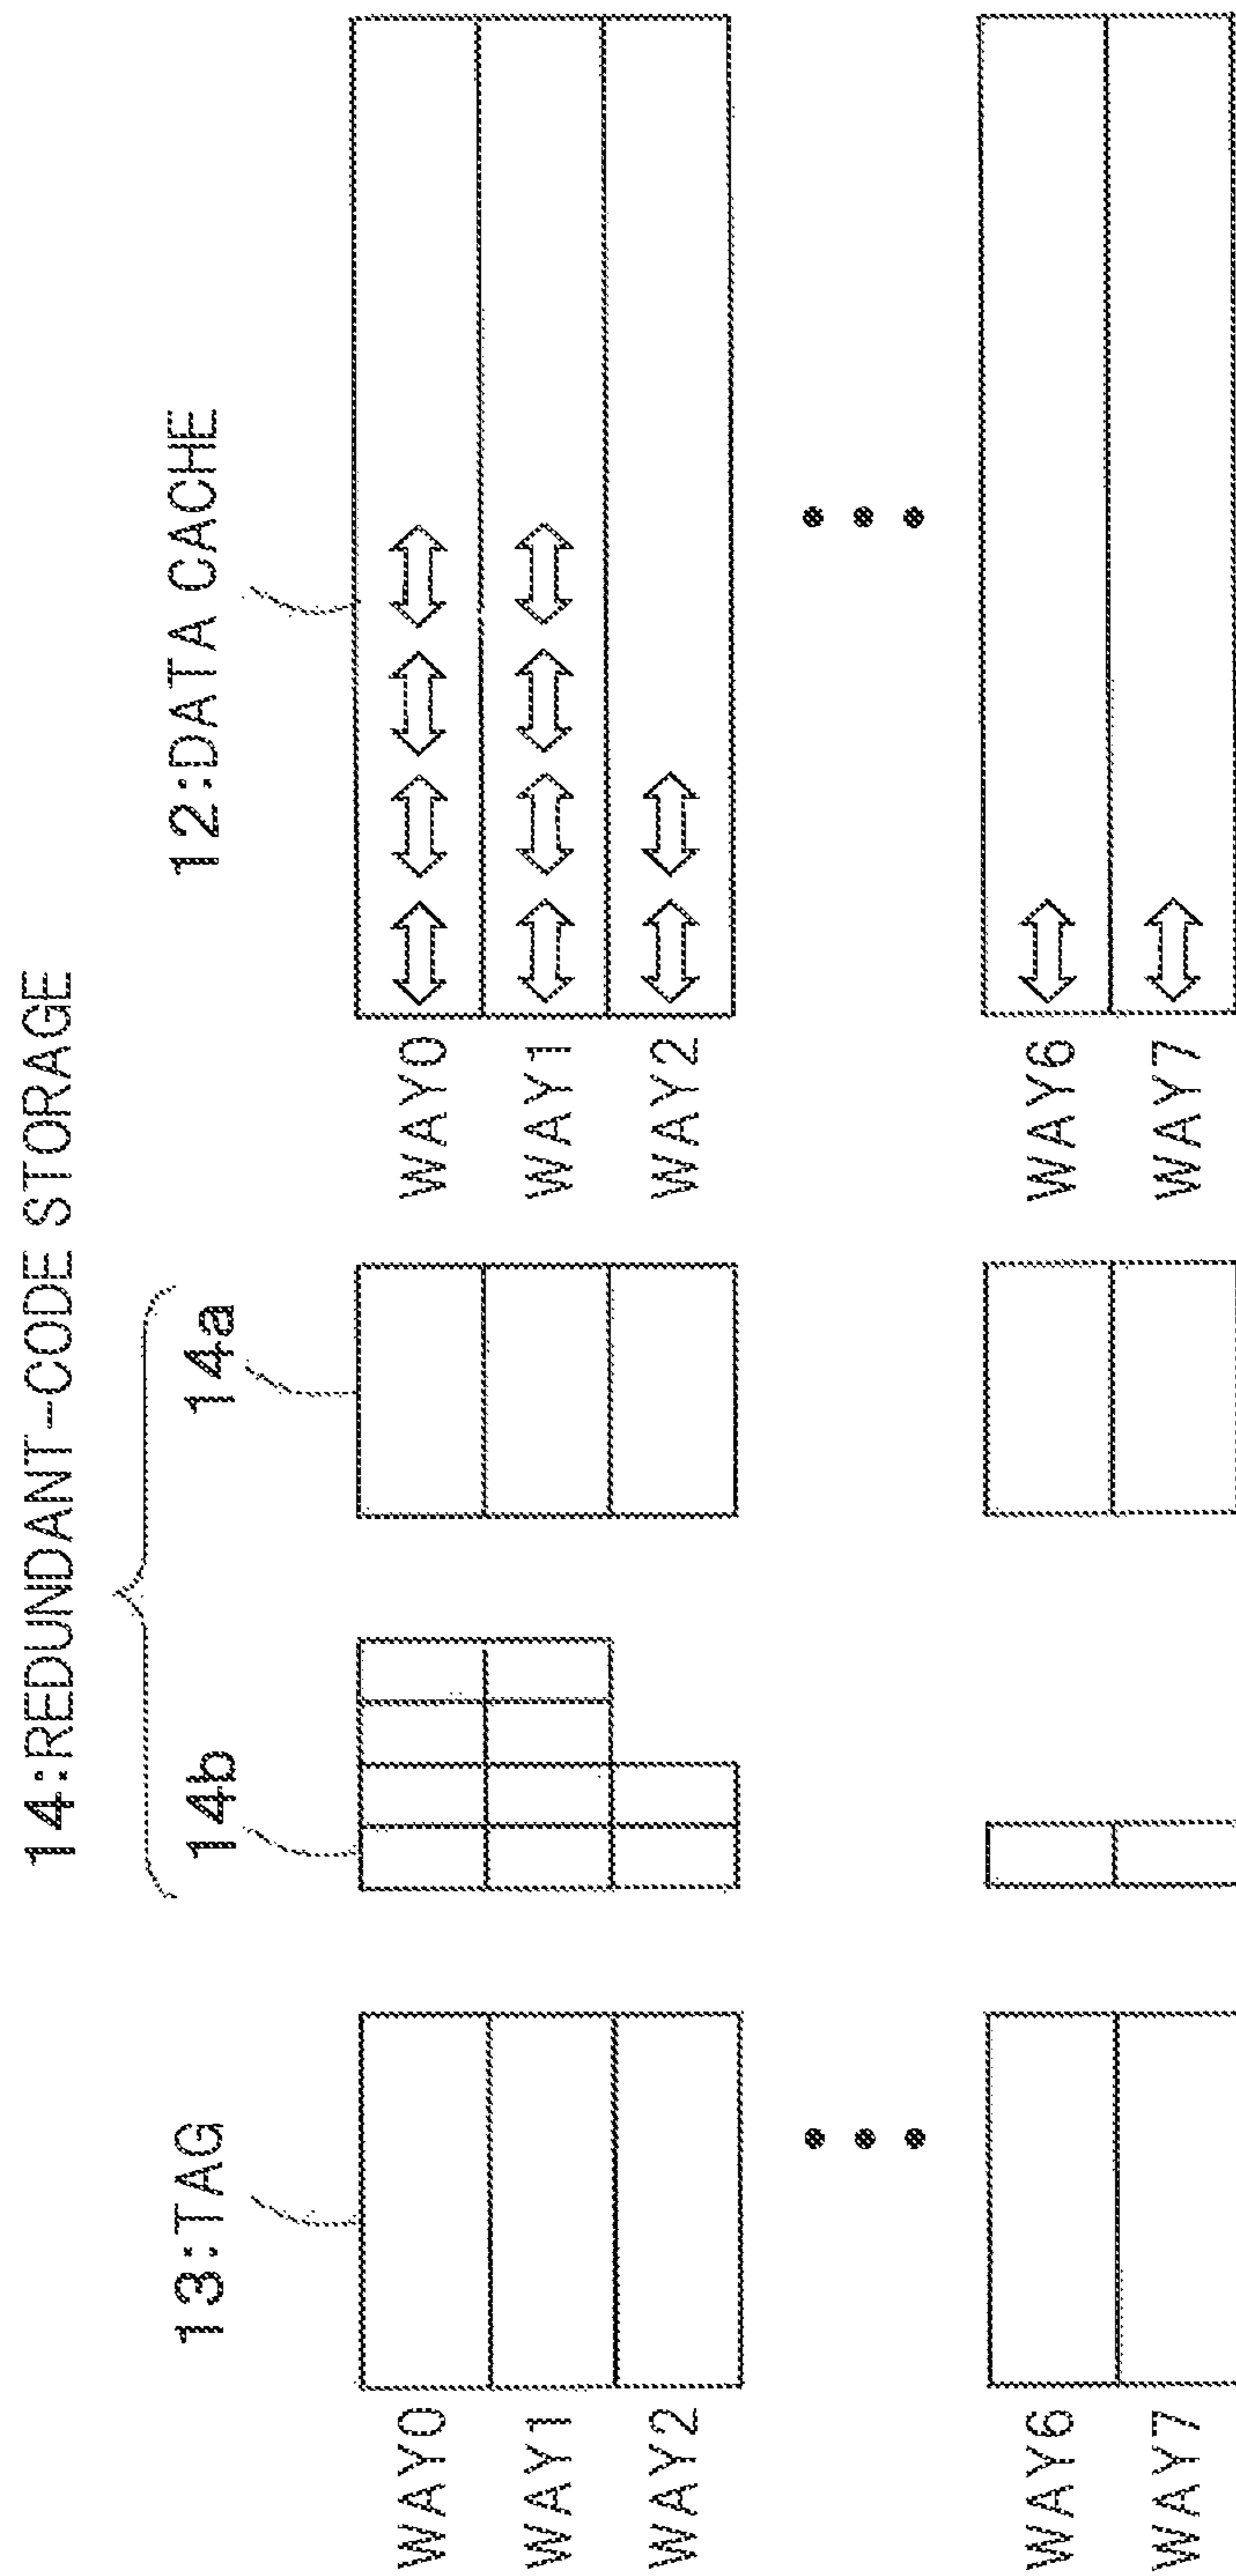 14:REDUNDANT-CODE STORAGE
13:TAG
14b
14a
12:DATA CACHE
WAY0
WAY0
WAY1
WAY1
WAY2
WAY2
WAY6
WAY6
WAY7
WAY7